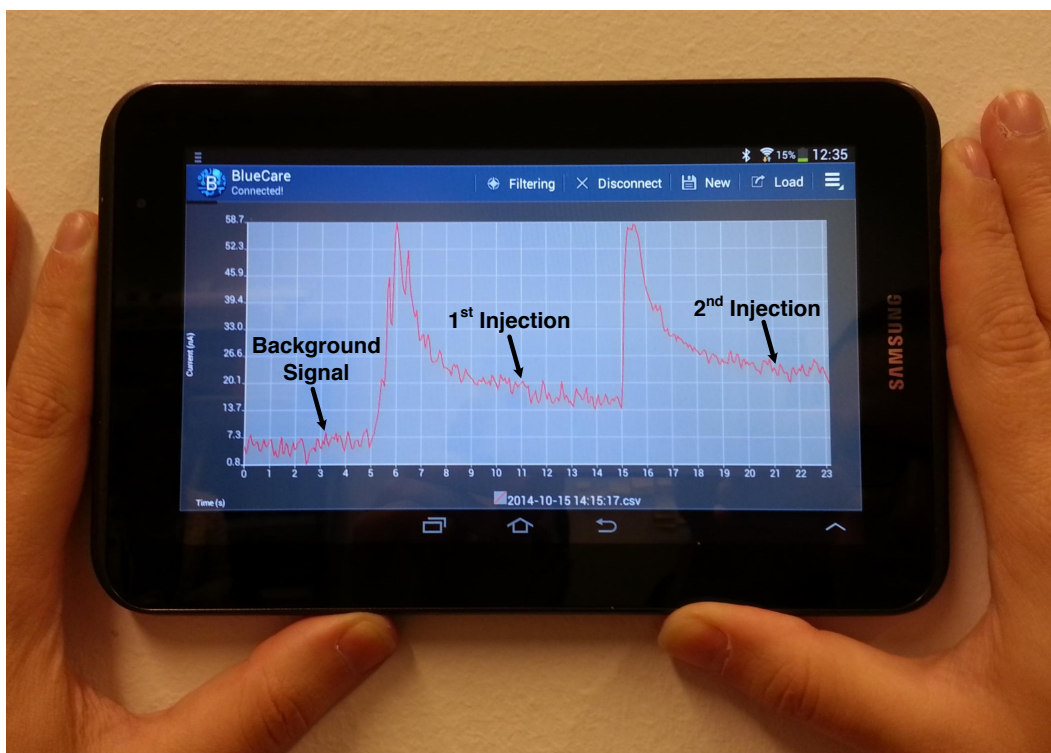 15% 12:35
B BlueCare
Connected!
Filtering Disconnect New Load
58.7
52.3
45.9
39.4
33.0
26.6
20.1
13.7
7.3
0.8
Current (nA)
Background
Signal
1st Injection
2nd Injection
0 1 2 3 4 5 6 7 8 9 10 11 12 13 14 15 16 17 18 19 20 21 22 23
Time (s)
2014-10-15 14:15:17.csv
SAMSUNG